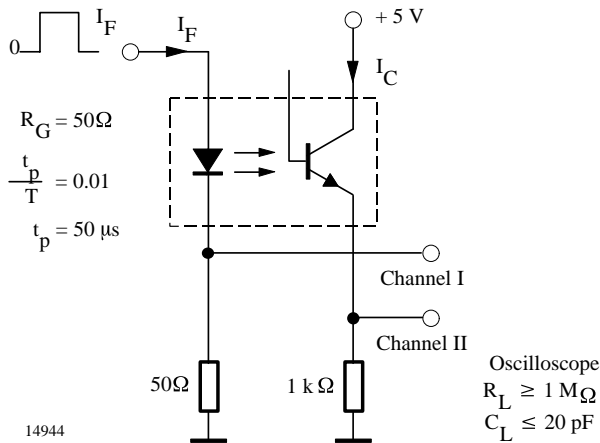 I_F
0
I_F
+ 5 V
I_C
R_G = 50Ω
t_p
T
= 0.01
t_p = 50 μs
Channel I
Channel II
50Ω
1 kΩ
Oscilloscope
R_L ≥ 1 MΩ
C_L ≤ 20 pF
14944